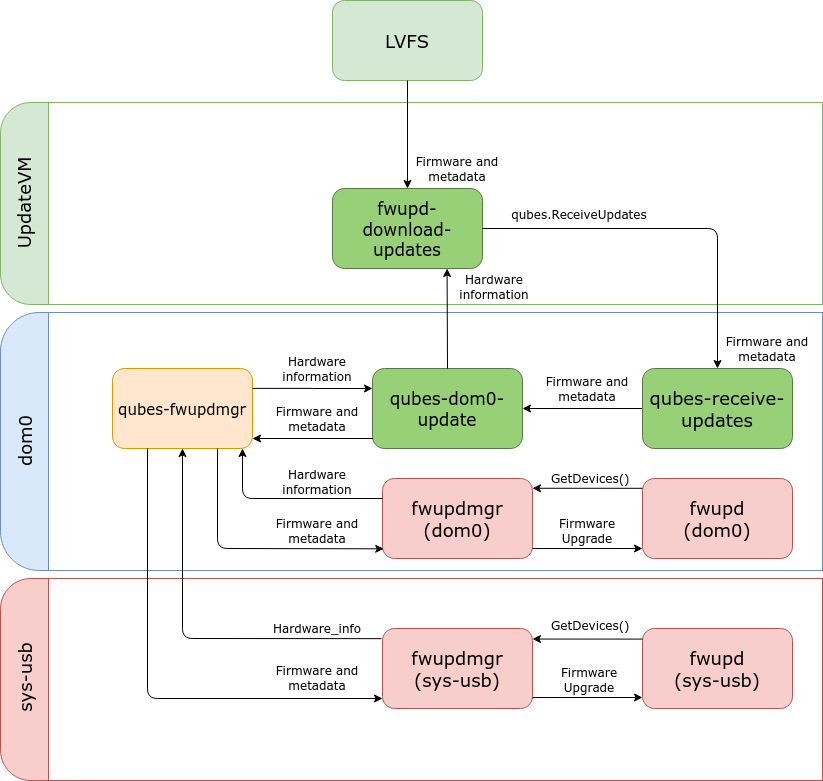 LVFS
UpdateVM
Firmware and
metadata
fwupd-
download-
updates
qubes.ReceiveUpdates
Hardware
information
dom0
Firmware and
metadata
qubes-fwupdmgr
Hardware
information
Firmware and
metadata
qubes-dom0-
update
Firmware and
metadata
qubes-receive-
updates
Hardware
information
Firmware and
metadata
fwupdmgr
(dom0)
GetDevices()
Firmware
Upgrade
fwupd
(dom0)
sys-usb
Hardware_info
Firmware and
metadata
fwupdmgr
(sys-usb)
GetDevices()
Firmware
Upgrade
fwupd
(sys-usb)